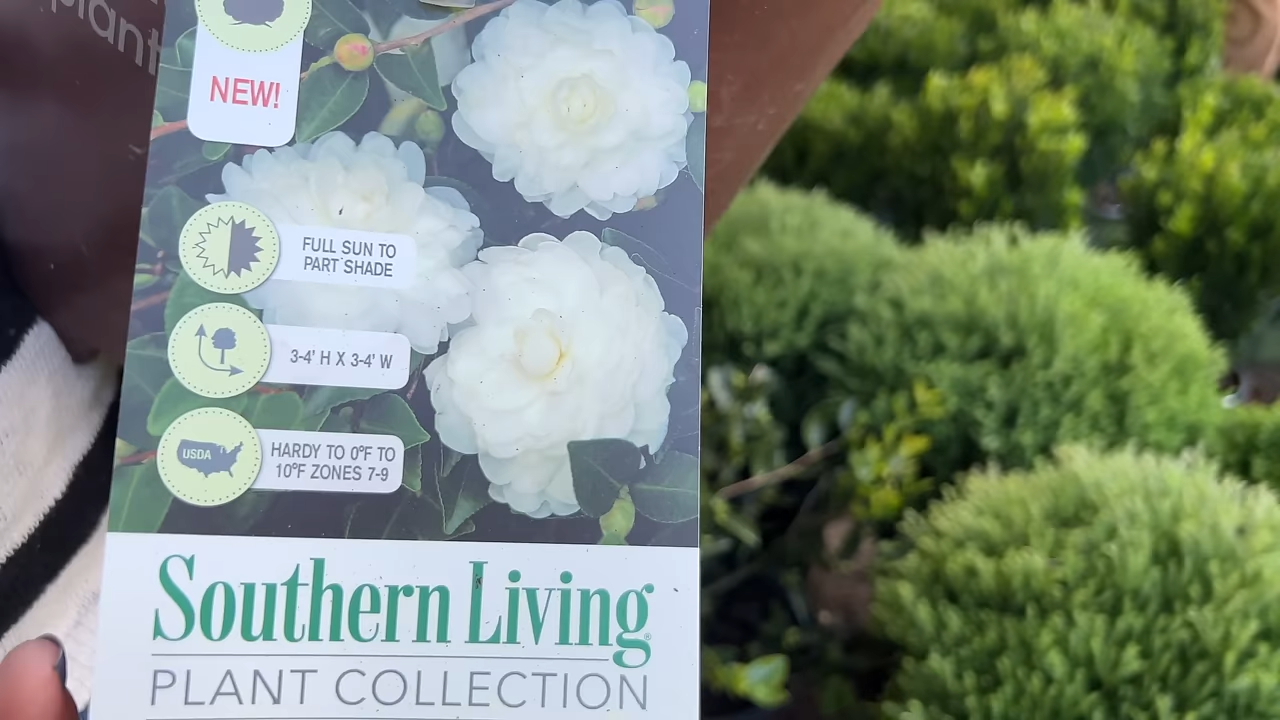 plant
NEW!
FULL SUN TO
PART SHADE
3-4' H X 3-4' W
USDA
HARDY TO 0°F TO
10°F ZONES 7-9
Southern Living®
PLANT COLLECTION